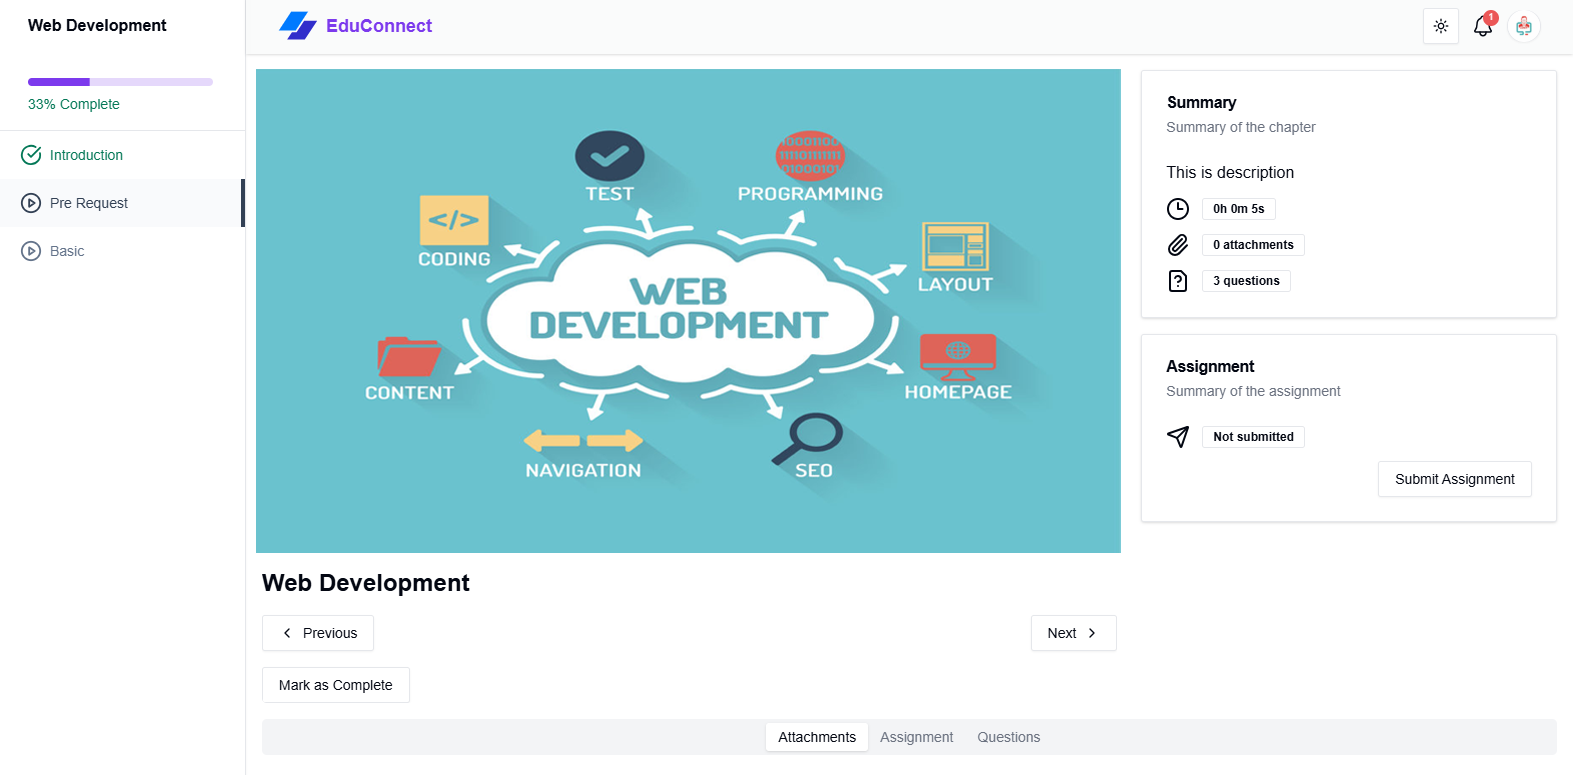 Web Development
33% Complete
Introduction
Pre Request
Basic
EduConnect
1
TEST
PROGRAMMING
</>
CODING
LAYOUT
WEB
DEVELOPMENT
CONTENT
HOMEPAGE
NAVIGATION
SEO
Web Development
Previous
Next
Mark as Complete
Attachments Assignment Questions
Summary
Summary of the chapter
This is description
0h 0m 5s
0 attachments
3 questions
Assignment
Summary of the assignment
Not submitted
Submit Assignment